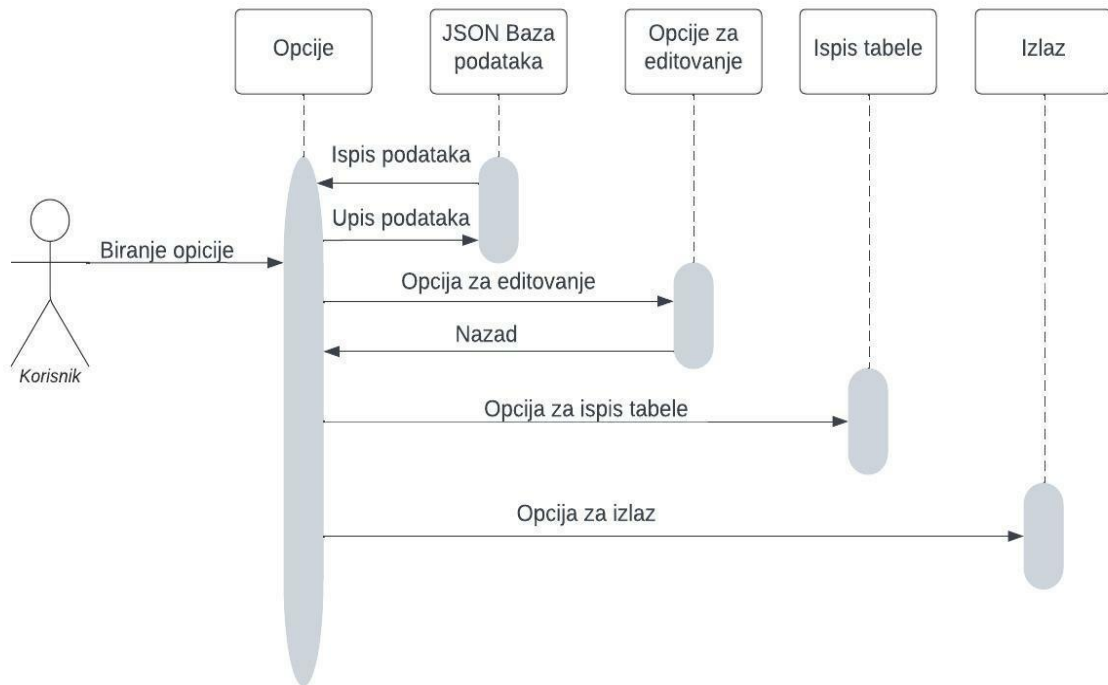 Opcije
JSON Baza
podataka
Opcije za
editovanje
Ispis tabele
Izlaz
Ispis podataka
Upis podataka
Biranje opicije
Opcija za editovanje
Nazad
Korisnik
Opcija za ispis tabele
Opcija za izlaz